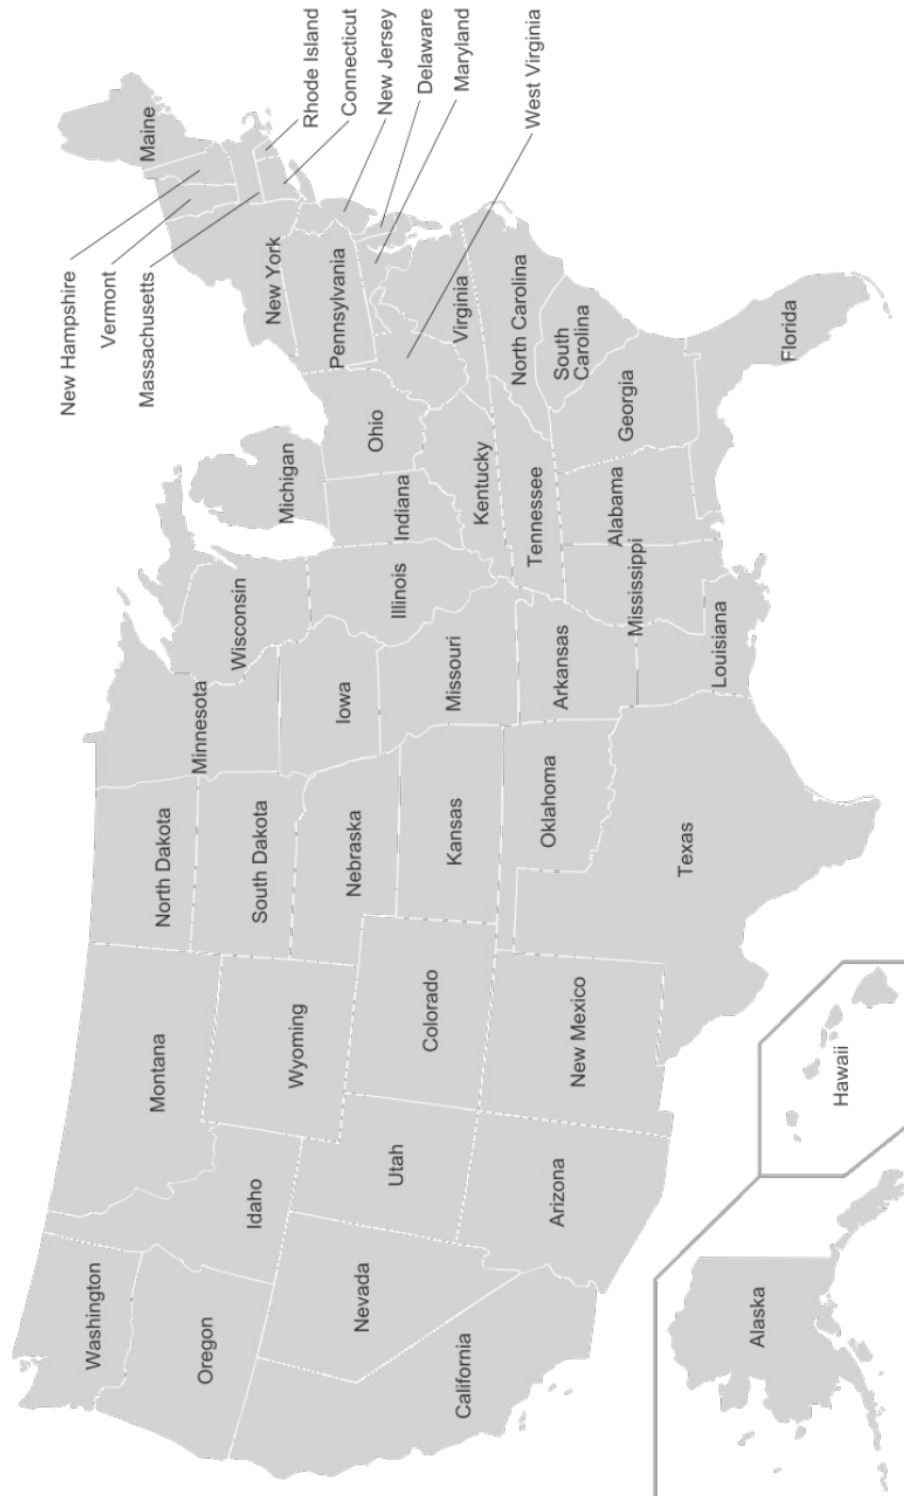 Washington
Oregon
California
Nevada
Idaho
Montana
Wyoming
Utah
Arizona
Colorado
New Mexico
North Dakota
South Dakota
Nebraska
Kansas
Oklahoma
Texas
Minnesota
Iowa
Missouri
Arkansas
Louisiana
Wisconsin
Illinois
Mississippi
Michigan
Indiana
Kentucky
Tennessee
Alabama
Ohio
Georgia
Florida
South
Carolina
North Carolina
Virginia
West Virginia
Pennsylvania
New York
New Hampshire
Vermont
Massachusetts
Maine
Rhode Island
Connecticut
New Jersey
Delaware
Maryland
Alaska
Hawaii